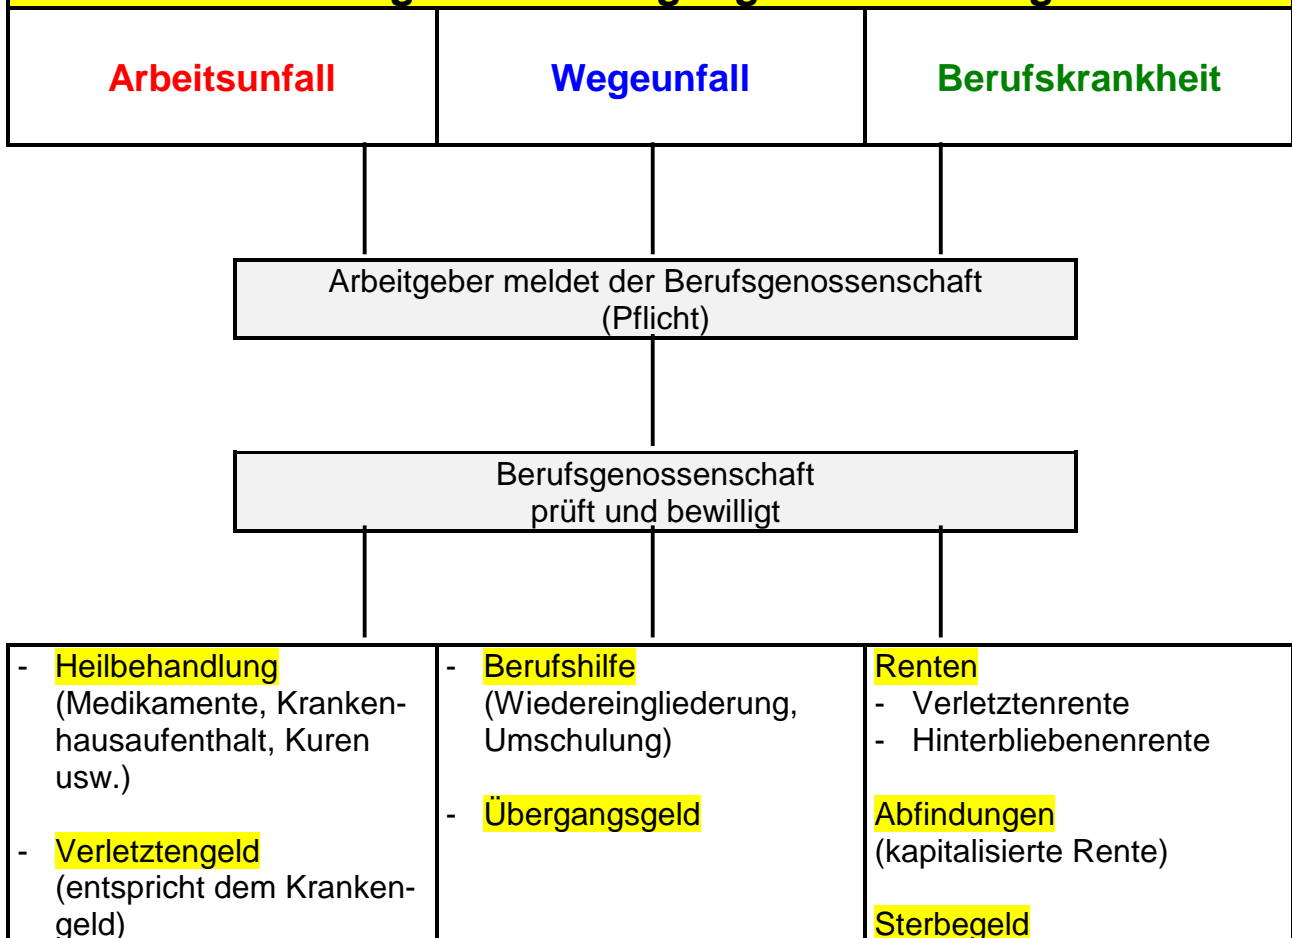 Arbeitsunfall
Wegeunfall
Berufskrankheit
Arbeitgeber meldet der Berufsgenossenschaft
(Pflicht)
Berufsgenossenschaft
prüft und bewilligt
- Heilbehandlung
(Medikamente, Kranken-
hausaufenthalt, Kuren
usw.)
- Verletztengeld
(entspricht dem Kranken-
geld)
- Berufshilfe
(Wiedereingliederung,
Umschulung)
- Übergangsgeld
Renten
- Verletztenrente
- Hinterbliebenenrente
Abfindungen
(kapitalisierte Rente)
Sterbegeld